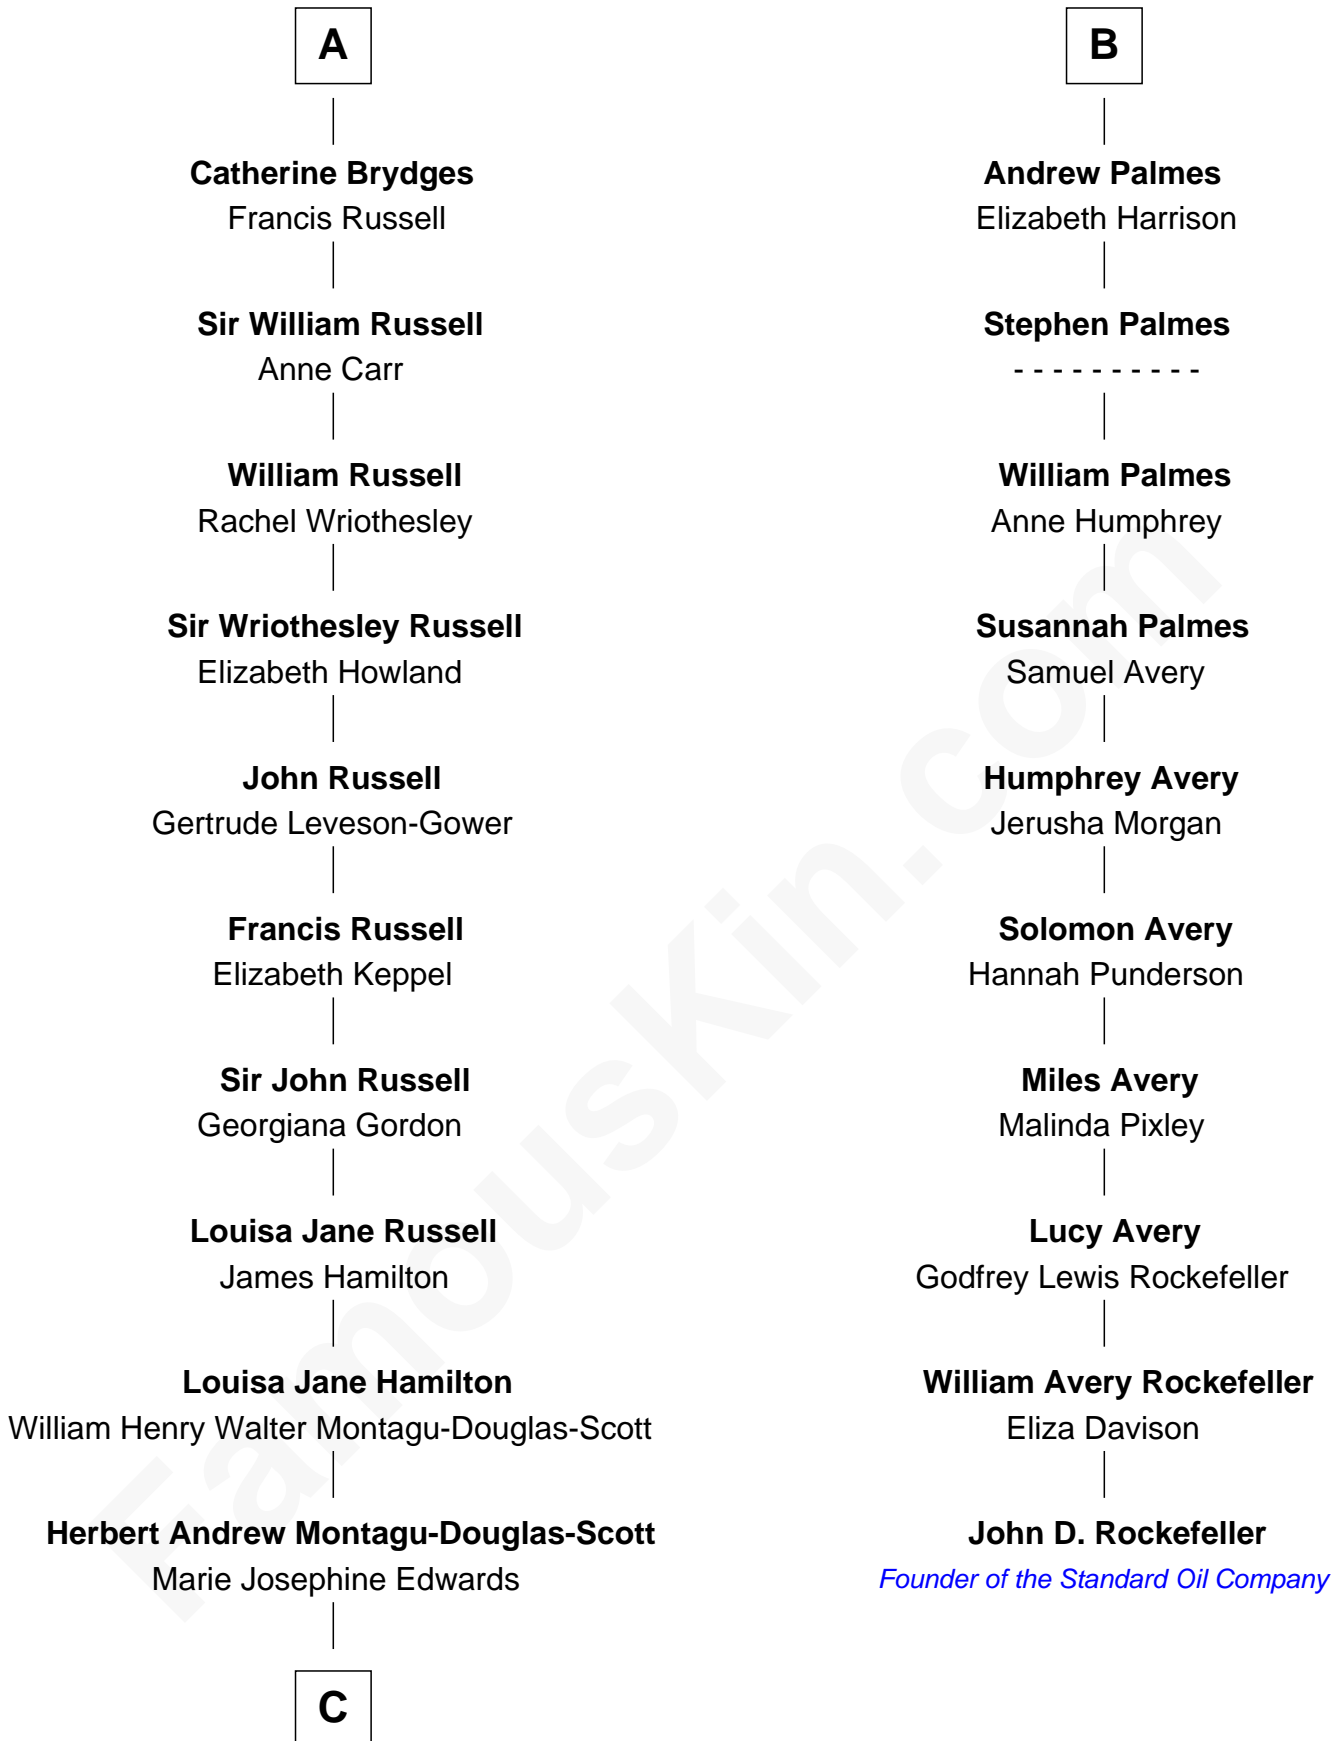 A
Catherine Brydges
Francis Russell
Sir William Russell
Anne Carr
William Russell
Rachel Wriothesley
Sir Wriothesley Russell
Elizabeth Howland
John Russell
Gertrude Leveson-Gower
Francis Russell
Elizabeth Keppel
Sir John Russell
Georgiana Gordon
Louisa Jane Russell
James Hamilton
Louisa Jane Hamilton
William Henry Walter Montagu-Douglas-Scott
Herbert Andrew Montagu-Douglas-Scott
Marie Josephine Edwards
C
B
Andrew Palmes
Elizabeth Harrison
Stephen Palmes
- - - - - - - - - -
William Palmes
Anne Humphrey
Susannah Palmes
Samuel Avery
Humphrey Avery
Jerusha Morgan
Solomon Avery
Hannah Punderson
Miles Avery
Malinda Pixley
Lucy Avery
Godfrey Lewis Rockefeller
William Avery Rockefeller
Eliza Davison
John D. Rockefeller
Founder of the Standard Oil Company
FamousKin.com